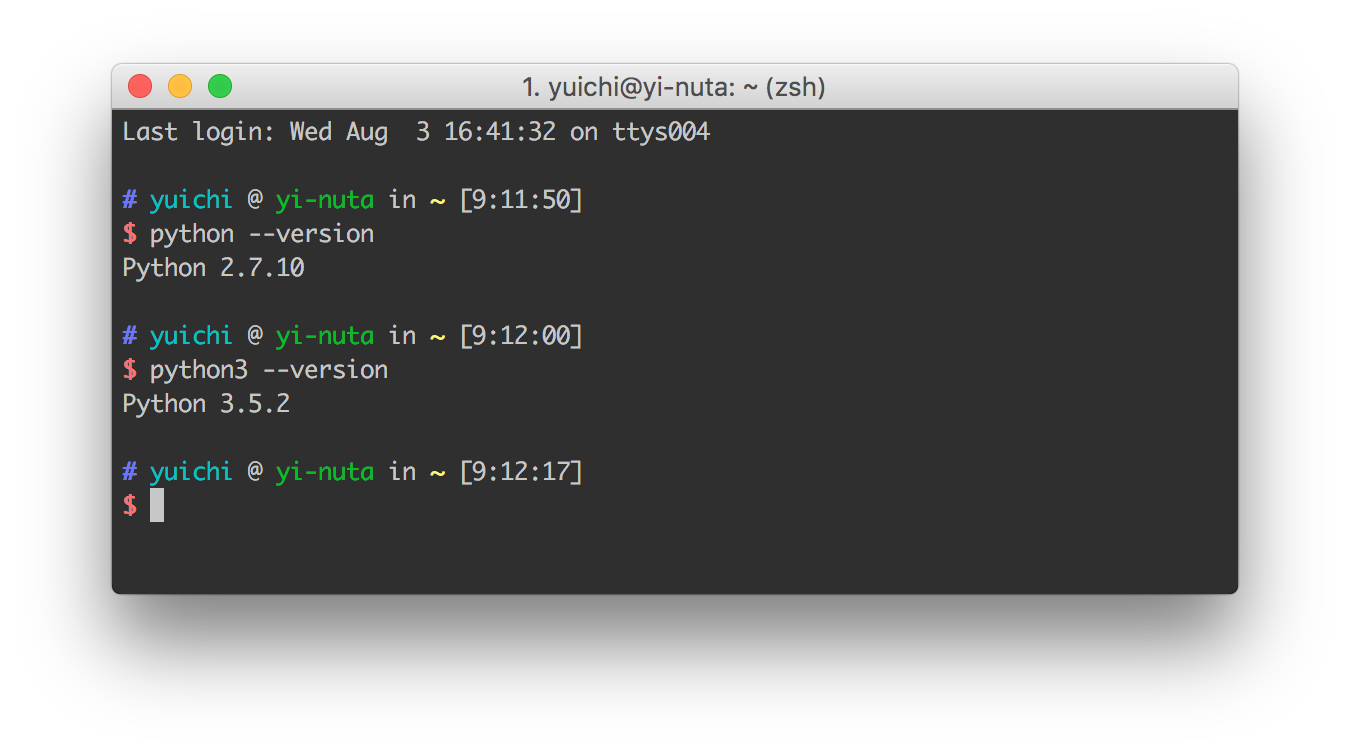 1. yuichi@yi-nuta: ~ (zsh)
Last login: Wed Aug  3 16:41:32 on ttys004
# yuichi @ yi-nuta in ~ [9:11:50]
$ python --version
Python 2.7.10
# yuichi @ yi-nuta in ~ [9:12:00]
$ python3 --version
Python 3.5.2
# yuichi @ yi-nuta in ~ [9:12:17]
$